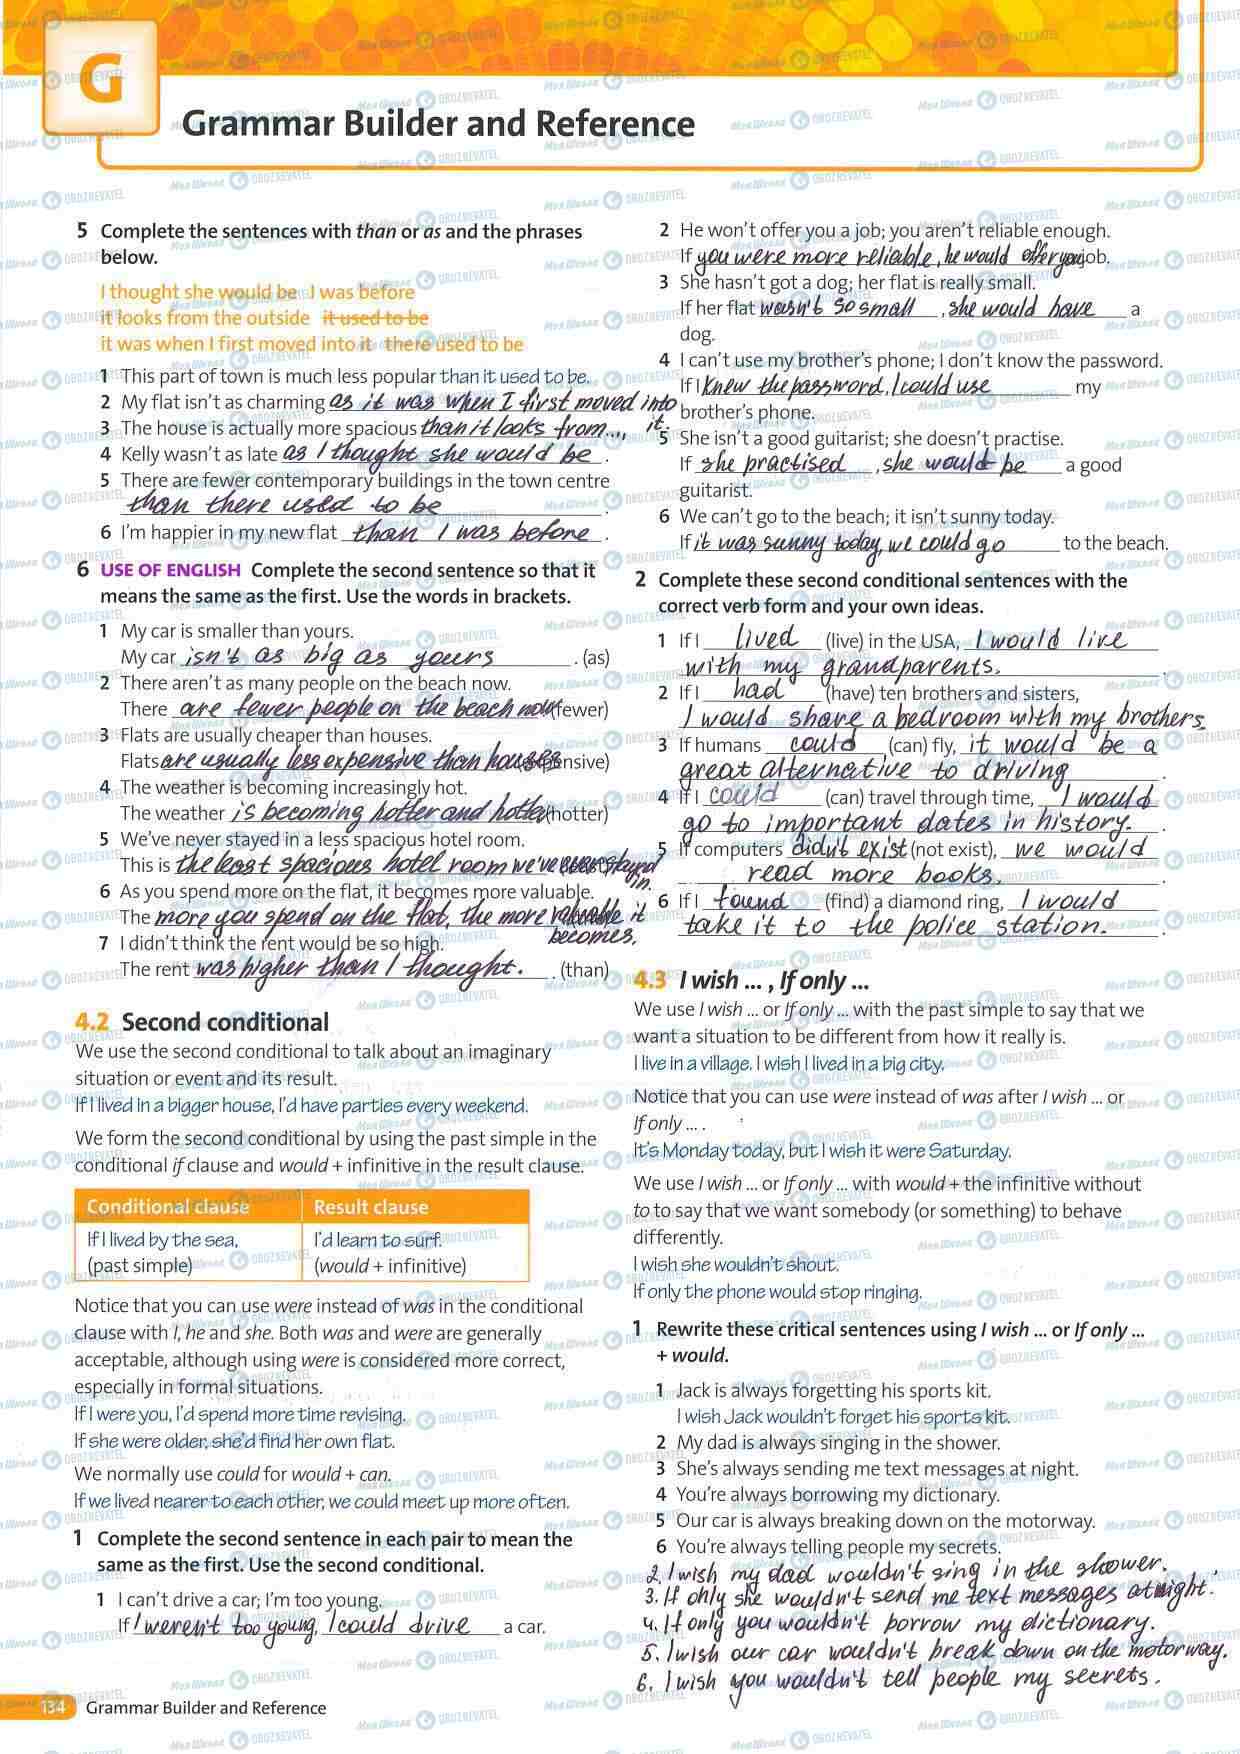 G
Grammar Builder and Reference
5 Complete the sentences with than or as and the phrases
below.
I thought she would be I was before
it looks from the outside it used to be
it was when I first moved into it there used to be
1 This part of town is much less popular than it used to be.
2 My flat isn't as charming as it was when I first moved into
it.
3 The house is actually more spacious than it looks from...,
4 Kelly wasn't as late as I thought she would be .
5 There are fewer contemporary buildings in the town centre
than there used to be .
6 I'm happier in my new flat than I was before .
6 USE OF ENGLISH Complete the second sentence so that it
means the same as the first. Use the words in brackets.
1 My car is smaller than yours.
My car isn't as big as yours . (as)
2 There aren't as many people on the beach now.
There are fewer people on the beach now (fewer)
3 Flats are usually cheaper than houses.
Flats are usually less expensive than houses (expensive)
4 The weather is becoming increasingly hot.
The weather is becoming hotter and hotter (hotter)
5 We've never stayed in a less spacious hotel room.
This is the least spacious hotel room we've ever stayed
in.
6 As you spend more on the flat, it becomes more valuable.
The more you spend on the flat, the more valuable it
becomes.
7 I didn't think the rent would be so high.
The rent was higher than I thought. . (than)
4.2 Second conditional
We use the second conditional to talk about an imaginary
situation or event and its result.
If I lived in a bigger house, I'd have parties every weekend.
We form the second conditional by using the past simple in the
conditional if clause and would + infinitive in the result clause.
Conditional clause Result clause
If I lived by the sea, I'd learn to surf.
(past simple) (would + infinitive)
Notice that you can use were instead of was in the conditional
clause with I, he and she. Both was and were are generally
acceptable, although using were is considered more correct,
especially in formal situations.
If I were you, I'd spend more time revising.
If she were older, she'd find her own flat.
We normally use could for would + can.
If we lived nearer to each other, we could meet up more often.
1 Complete the second sentence in each pair to mean the
same as the first. Use the second conditional.
1 I can't drive a car; I'm too young.
If I weren't too young, I could drive a car.
2 He won't offer you a job; you aren't reliable enough.
If you were more reliable, he would offer you job.
3 She hasn't got a dog; her flat is really small.
If her flat wasn't so small , she would have a
dog.
4 I can't use my brother's phone; I don't know the password.
If I knew the password, I could use my
brother's phone.
5 She isn't a good guitarist; she doesn't practise.
If she practised , she would be a good
guitarist.
6 We can't go to the beach; it isn't sunny today.
If it was sunny today, we could go to the beach.
2 Complete these second conditional sentences with the
correct verb form and your own ideas.
1 If I lived (live) in the USA, I would live
with my grandparents. .
2 If I had (have) ten brothers and sisters,
I would share a bedroom with my brothers.
3 If humans could (can) fly, it would be a
great alternative to driving .
4 If I could (can) travel through time, I would
go to important dates in history. .
5 If computers didn't exist (not exist), we would
read more books. .
6 If I found (find) a diamond ring, I would
take it to the police station. .
4.3 I wish ... , If only ...
We use I wish ... or If only ... with the past simple to say that we
want a situation to be different from how it really is.
I live in a village. I wish I lived in a big city.
Notice that you can use were instead of was after I wish ... or
If only ... .
It's Monday today, but I wish it were Saturday.
We use I wish ... or If only ... with would + the infinitive without
to to say that we want somebody (or something) to behave
differently.
I wish she wouldn't shout.
If only the phone would stop ringing.
1 Rewrite these critical sentences using I wish ... or If only ...
+ would.
1 Jack is always forgetting his sports kit.
I wish Jack wouldn't forget his sports kit.
2 My dad is always singing in the shower.
3 She's always sending me text messages at night.
4 You're always borrowing my dictionary.
5 Our car is always breaking down on the motorway.
6 You're always telling people my secrets.
2. I wish my dad wouldn't sing in the shower.
3. If only she wouldn't send me text messages at night.
4. If only you wouldn't borrow my dictionary.
5. I wish our car wouldn't break down on the motorway.
6. I wish you wouldn't tell people my secrets.
134 Grammar Builder and Reference